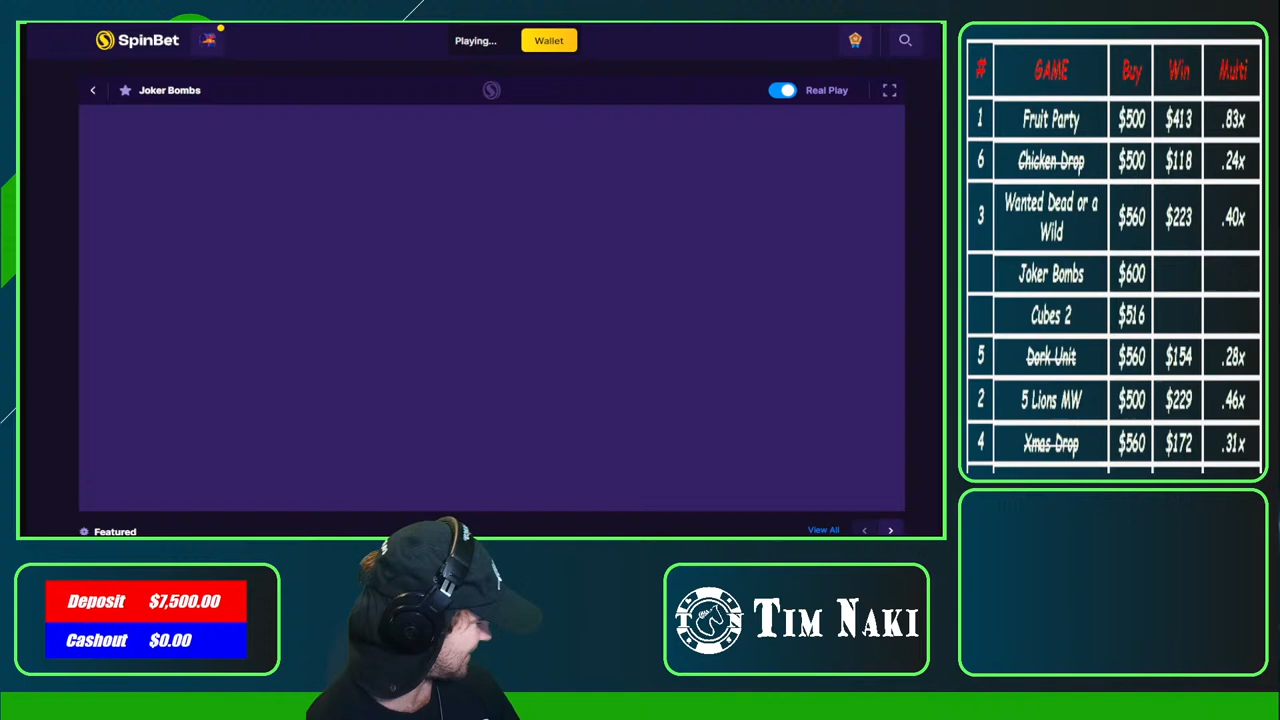 SpinBet
Playing...
Wallet
Joker Bombs
Real Play
Featured
View All
# GAME Buy Win Multi
1 Fruit Party $500 $413 .83x
6 Chicken Drop $500 $118 .24x
3 Wanted Dead or a Wild $560 $223 .40x
Joker Bombs $600
Cubes 2 $516
5 Dork Unit $560 $154 .28x
2 5 Lions MW $500 $229 .46x
4 Xmas Drop $560 $172 .31x
Deposit $7,500.00
Cashout $0.00
TN
TIM NAKI